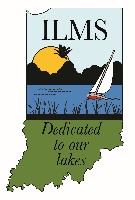 ILMS
Dedicated
to our
lakes